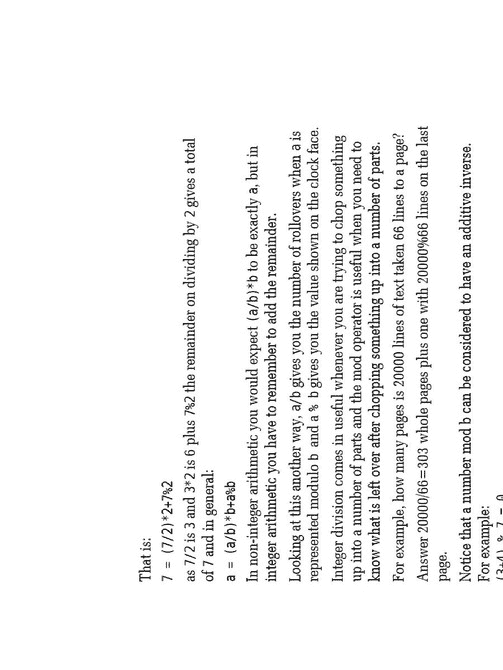 That is:
7 = (7/2)*2+7%2
as 7/2 is 3 and 3*2 is 6 plus 7%2 the remainder on dividing by 2 gives a total
of 7 and in general:
a = (a/b)*b+a%b
In non-integer arithmetic you would expect (a/b)*b to be exactly a, but in
integer arithmetic you have to remember to add the remainder.
Looking at this another way, a/b gives you the number of rollovers when a is
represented modulo b and a % b gives you the value shown on the clock face.
Integer division comes in useful whenever you are trying to chop something
up into a number of parts and the mod operator is useful when you need to
know what is left over after chopping something up into a number of parts.
For example, how many pages is 20000 lines of text taken 66 lines to a page?
Answer 20000/66=303 whole pages plus one with 20000%66 lines on the last
page.
Notice that a number mod b can be considered to have an additive inverse.
For example:
(3+4) % 7 = 0